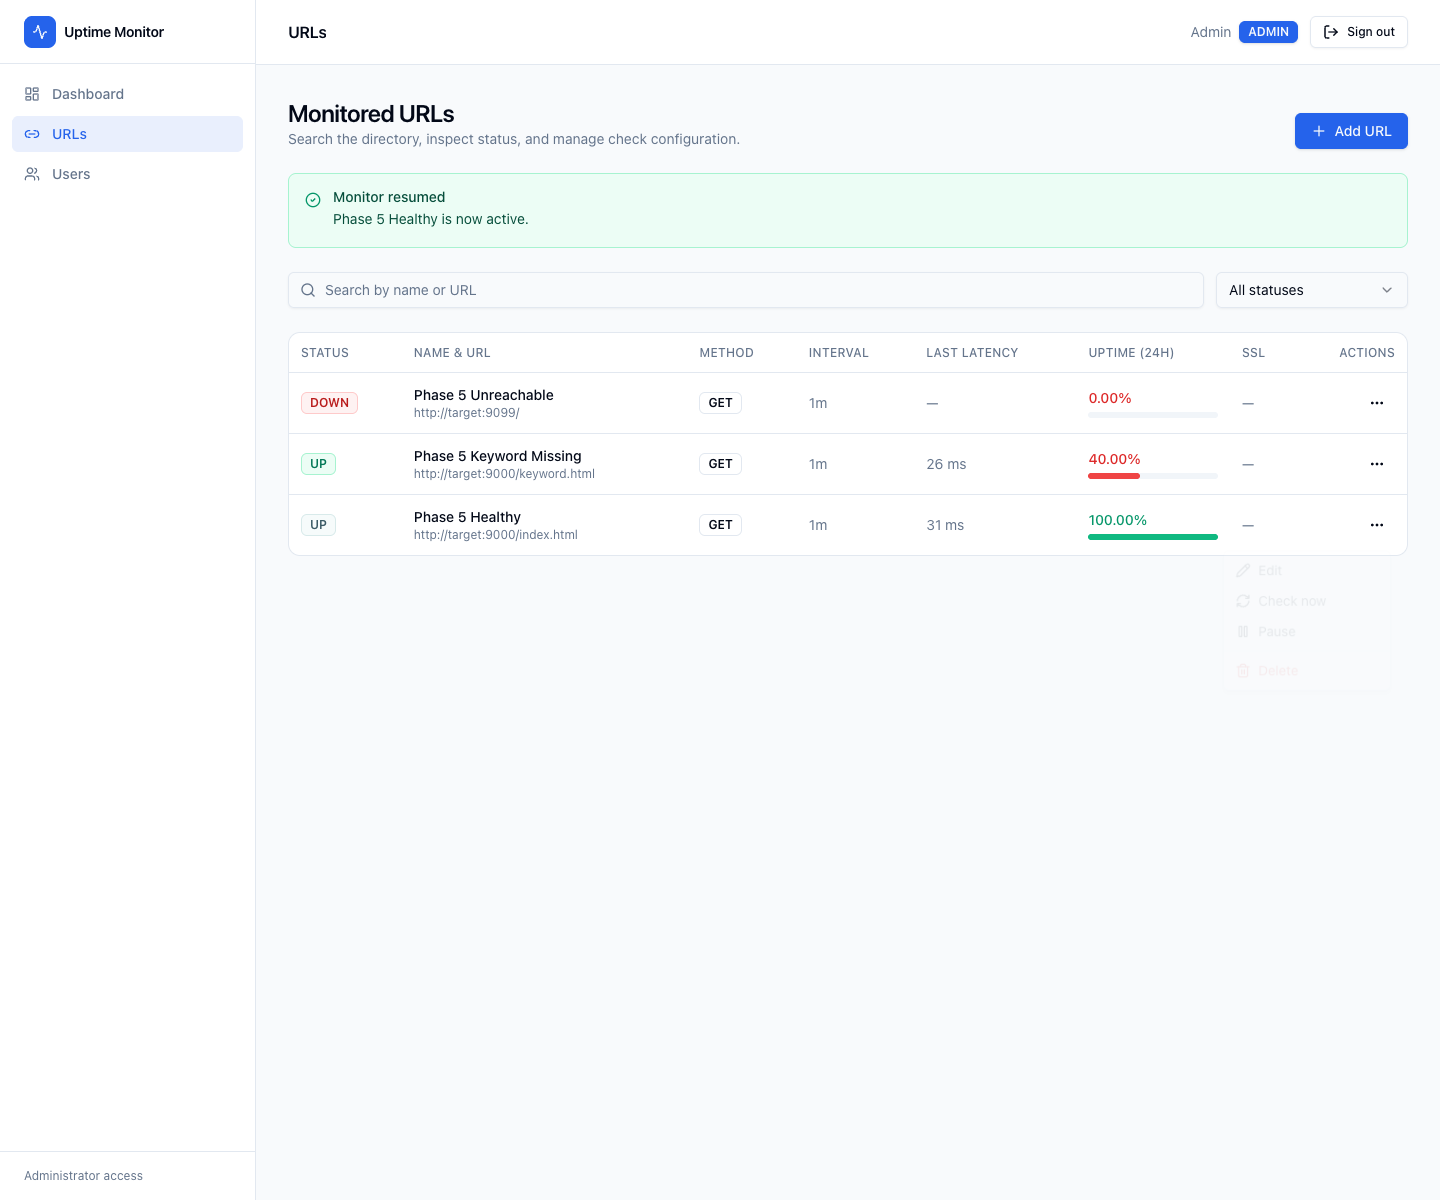 Uptime Monitor
URLs
Admin
ADMIN
Sign out
Dashboard
URLs
Users
Monitored URLs
Search the directory, inspect status, and manage check configuration.
Add URL
Monitor resumed
Phase 5 Healthy is now active.
Search by name or URL
All statuses
STATUS NAME & URL METHOD INTERVAL LAST LATENCY UPTIME (24H) SSL ACTIONS
DOWN Phase 5 Unreachable GET 1m — 0.00% —
http://target:9099/
UP Phase 5 Keyword Missing GET 1m 26 ms 40.00% —
http://target:9000/keyword.html
UP Phase 5 Healthy GET 1m 31 ms 100.00% —
http://target:9000/index.html
Edit
Check now
Pause
Delete
Administrator access